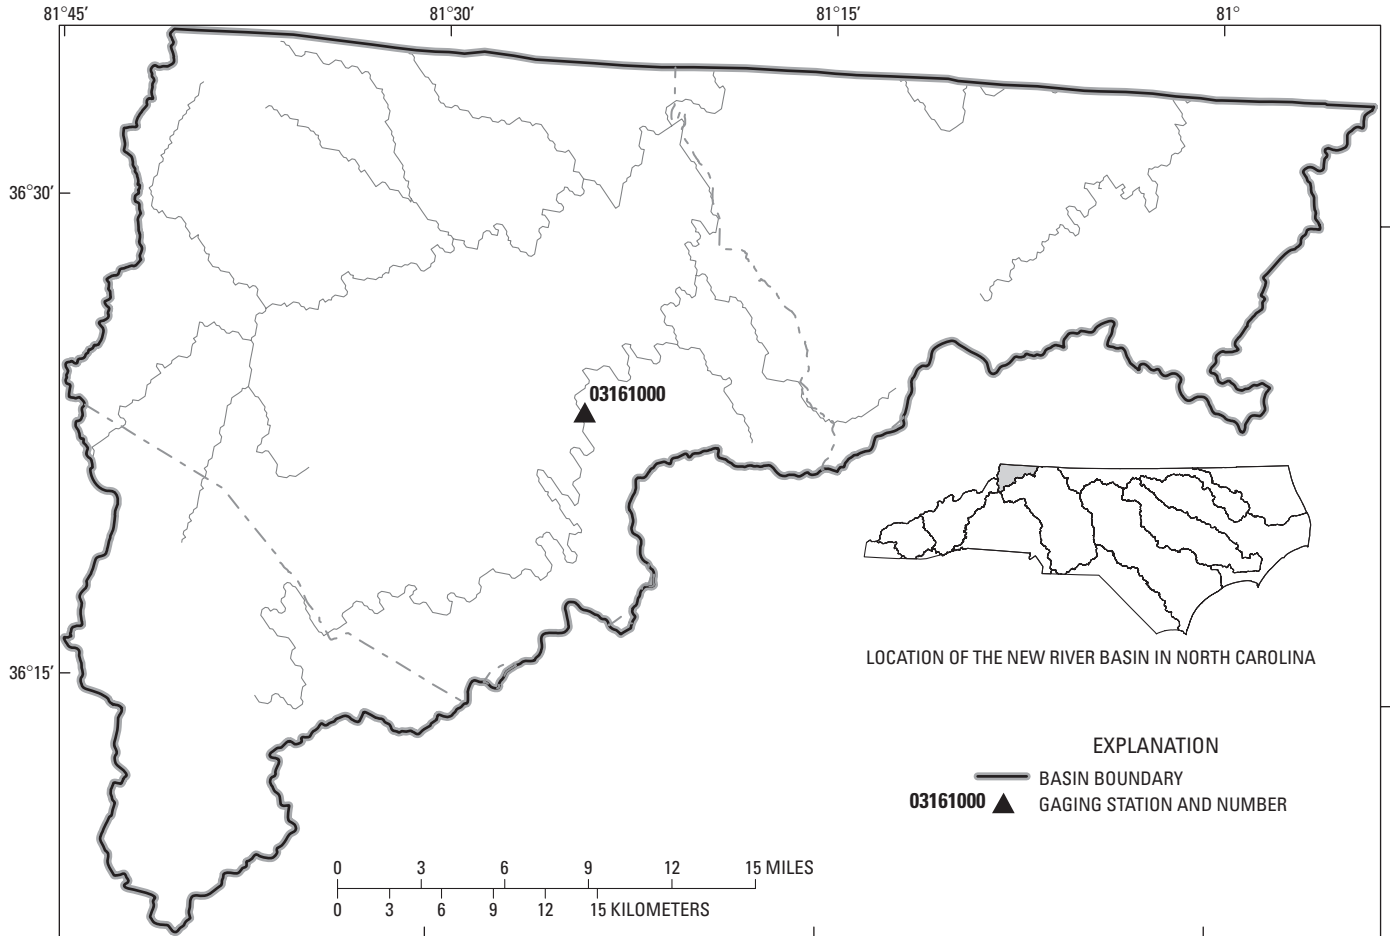 81°45′ 81°30′ 81°15′ 81°
36°30′
03161000
36°15′
LOCATION OF THE NEW RIVER BASIN IN NORTH CAROLINA
EXPLANATION
BASIN BOUNDARY
03161000 GAGING STATION AND NUMBER
0 3 6 9 12 15 MILES
0 3 6 9 12 15 KILOMETERS